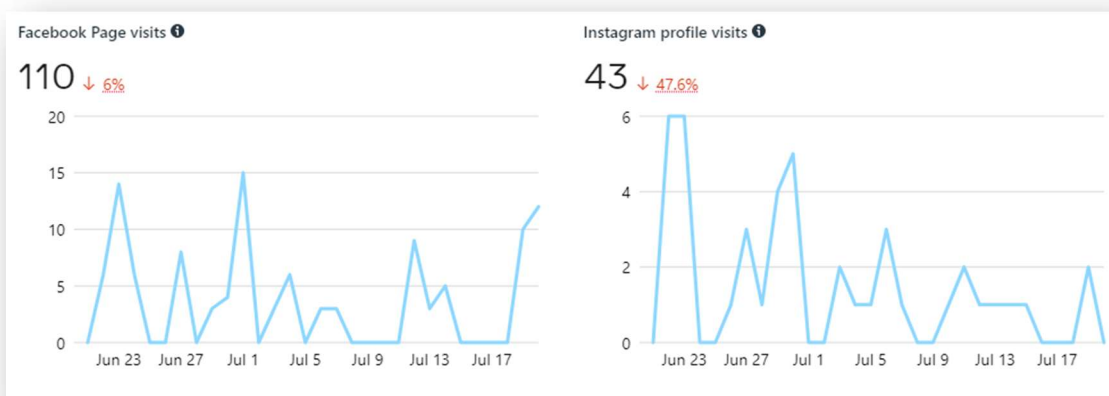 Facebook Page visits
110 ↓ 6%
20
15
10
5
0
Jun 23 Jun 27 Jul 1 Jul 5 Jul 9 Jul 13 Jul 17
Instagram profile visits
43 ↓ 47.6%
6
4
2
0
Jun 23 Jun 27 Jul 1 Jul 5 Jul 9 Jul 13 Jul 17